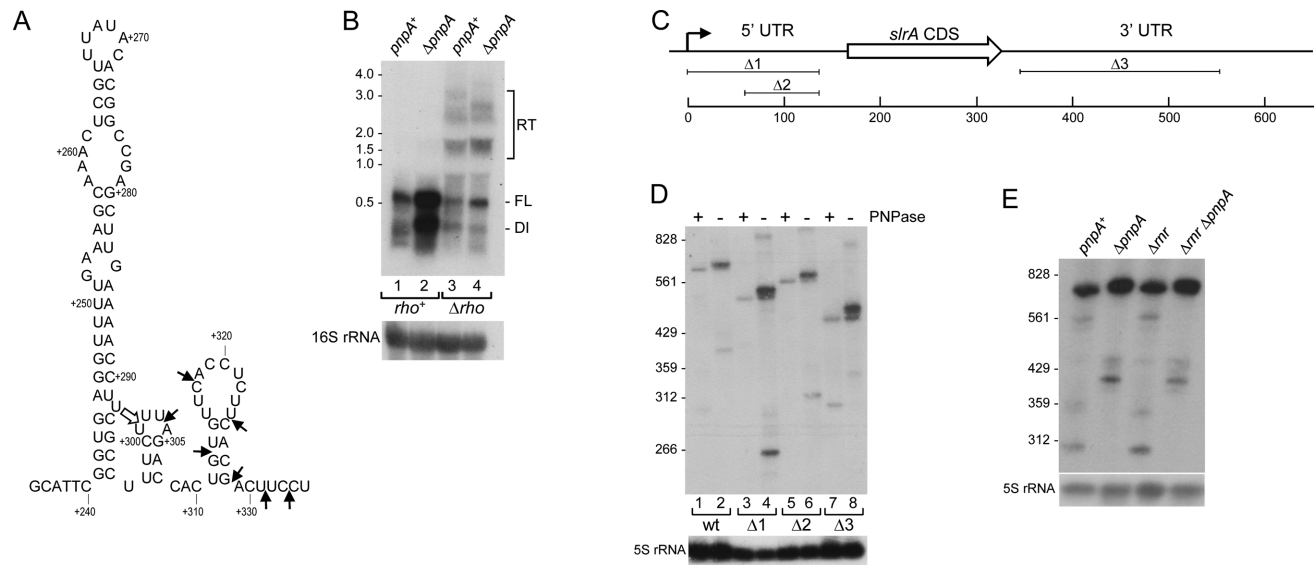 A
B
C
D
E
+240
+250
+260
+270
+280
+290
+300
+305
+310
+320
+330
GCATTC
U
CAC
ACUUCCU
pnpA+
ΔpnpA
pnpA+
ΔpnpA
4.0
3.0
2.0
1.5
1.0
0.5
RT
FL
DI
1 2 3 4
rho+ Δrho
16S rRNA
5' UTR
slrA CDS
3' UTR
Δ1
Δ2
Δ3
0 100 200 300 400 500 600
+ - + - + - + - PNPase
828
561
429
359
312
266
1 2 3 4 5 6 7 8
wt Δ1 Δ2 Δ3
5S rRNA
pnpA+
ΔpnpA
Δrnr
Δrnr ΔpnpA
828
561
429
359
312
5S rRNA